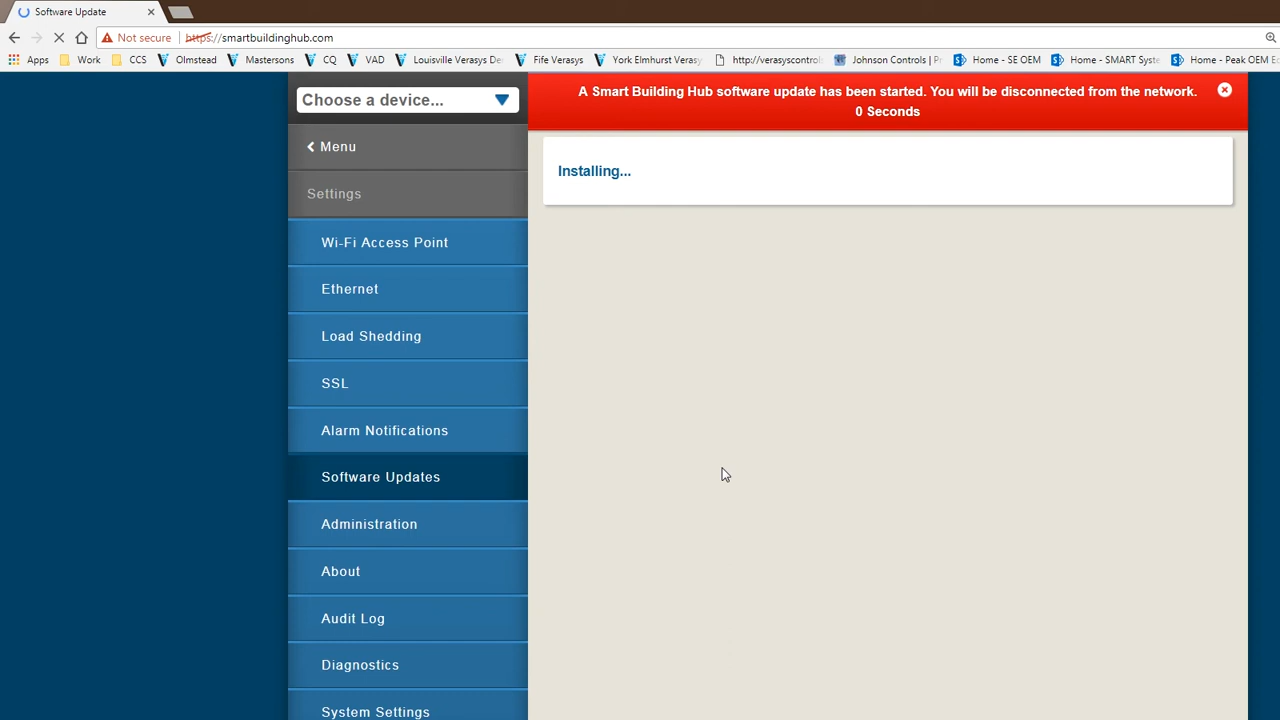 Software Update
Not secure https://smartbuildinghub.com
Apps Work CCS Olmstead Mastersons CQ VAD Louisville Verasys De Fife Verasys York Elmhurst Verasy http://verasyscontrol Johnson Controls | Pr Home - SE OEM Home - SMART Syste Home - Peak OEM E
Choose a device...
Menu
Settings
Wi-Fi Access Point
Ethernet
Load Shedding
SSL
Alarm Notifications
Software Updates
Administration
About
Audit Log
Diagnostics
System Settings
A Smart Building Hub software update has been started. You will be disconnected from the network.
0 Seconds
Installing...